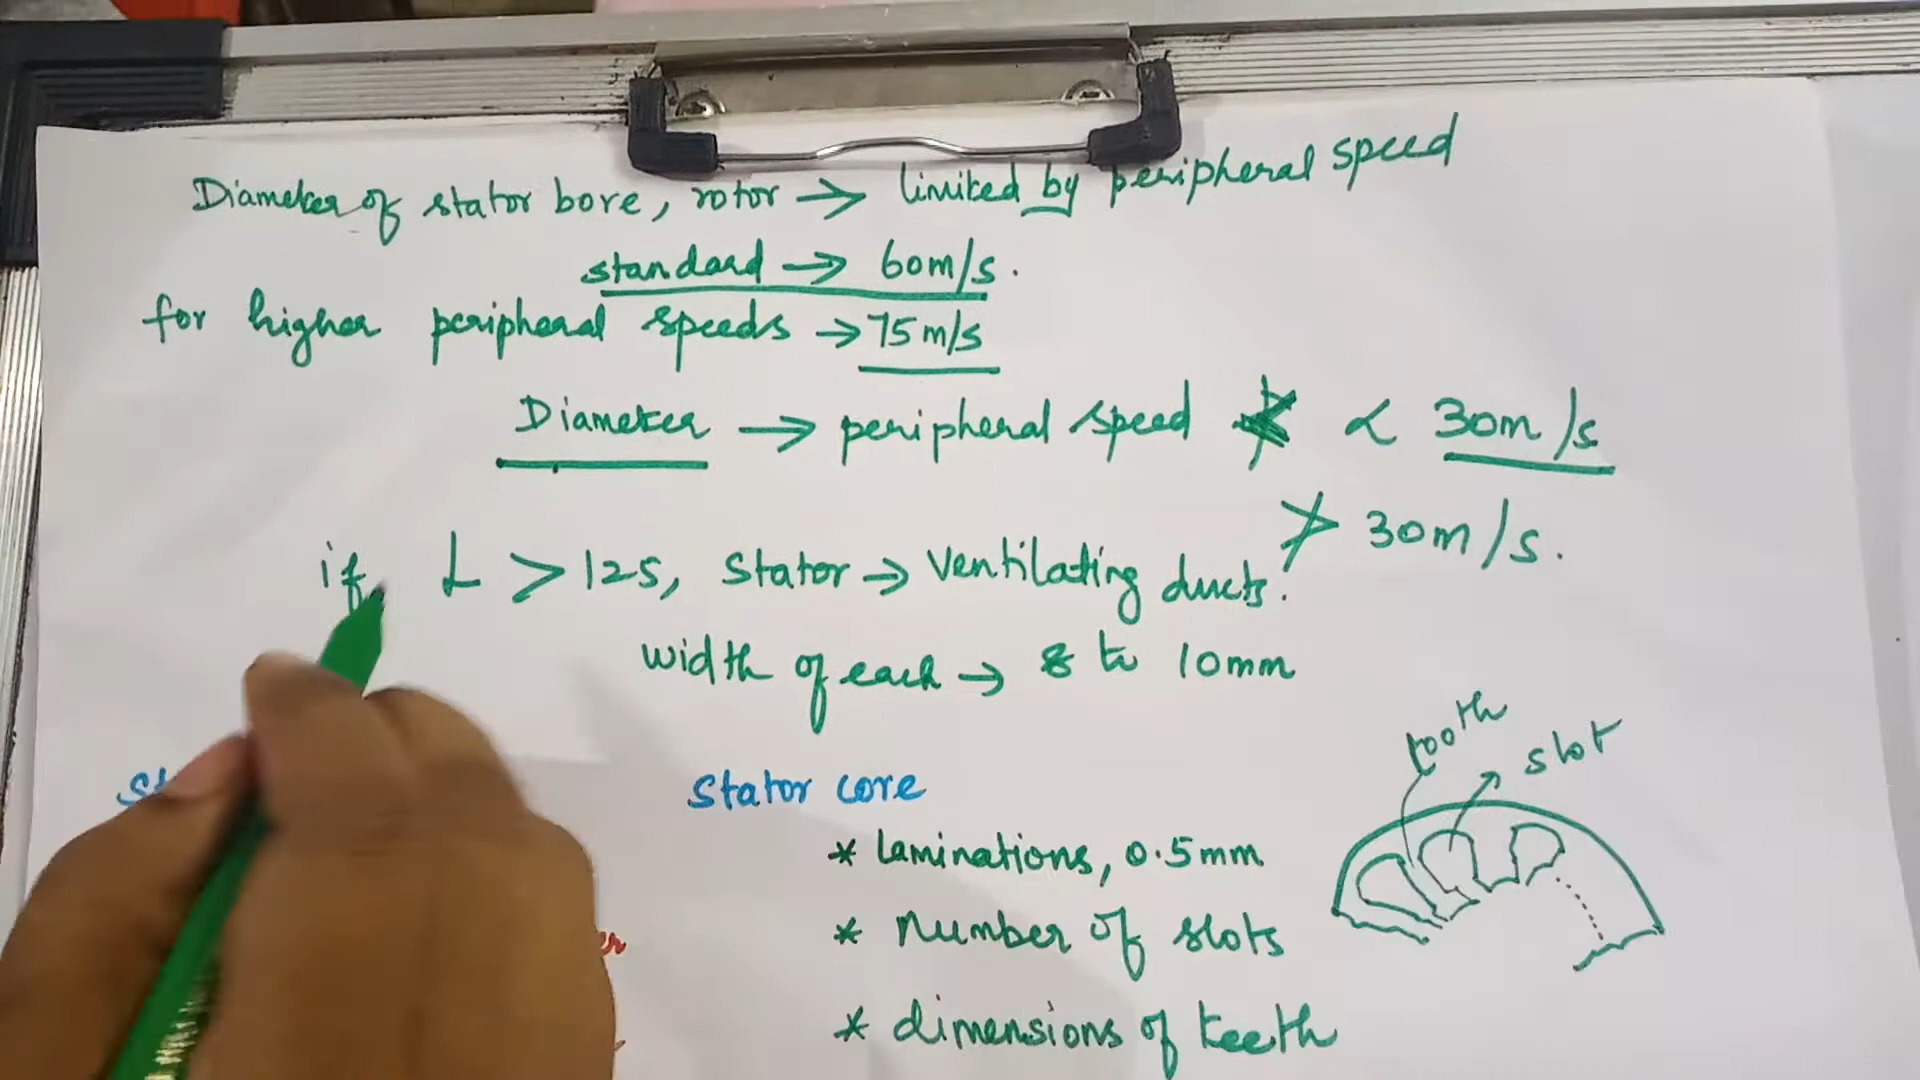 Diameter of stator bore, rotor → limited by peripheral speed
standard → 60m/s.
for higher peripheral speeds → 75m/s
Diameter → peripheral speed < 30m/s
≯ 30m/s.
if L > 125, Stator → Ventilating ducts.
width of each → 8 to 10mm
tooth
slot
Stator core
* laminations, 0.5mm
* Number of slots
* dimensions of teeth